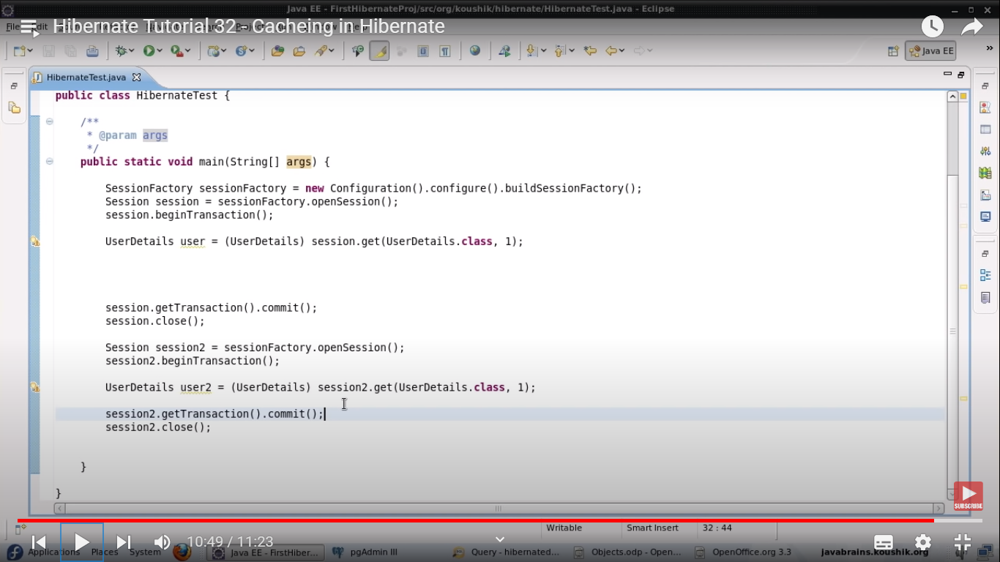 Java EE - FirstHibernateProj/src/org/koushik/hibernate/HibernateTest.java - Eclipse
Hibernate Tutorial 32 - Cacheing in Hibernate
Java EE
HibernateTest.java
public class HibernateTest {
/**
* @param args
*/
public static void main(String[] args) {
SessionFactory sessionFactory = new Configuration().configure().buildSessionFactory();
Session session = sessionFactory.openSession();
session.beginTransaction();
UserDetails user = (UserDetails) session.get(UserDetails.class, 1);
session.getTransaction().commit();
session.close();
Session session2 = sessionFactory.openSession();
session2.beginTransaction();
UserDetails user2 = (UserDetails) session2.get(UserDetails.class, 1);
session2.getTransaction().commit();
session2.close();
}
}
SUBSCRIBE
Writable Smart Insert 32 : 44
10:49 / 11:23
Applications Places System Java EE - FirstHiber... pgAdmin III Query - hibernated... Objects.odp - Open... OpenOffice.org 3.3 javabrains.koushik.org